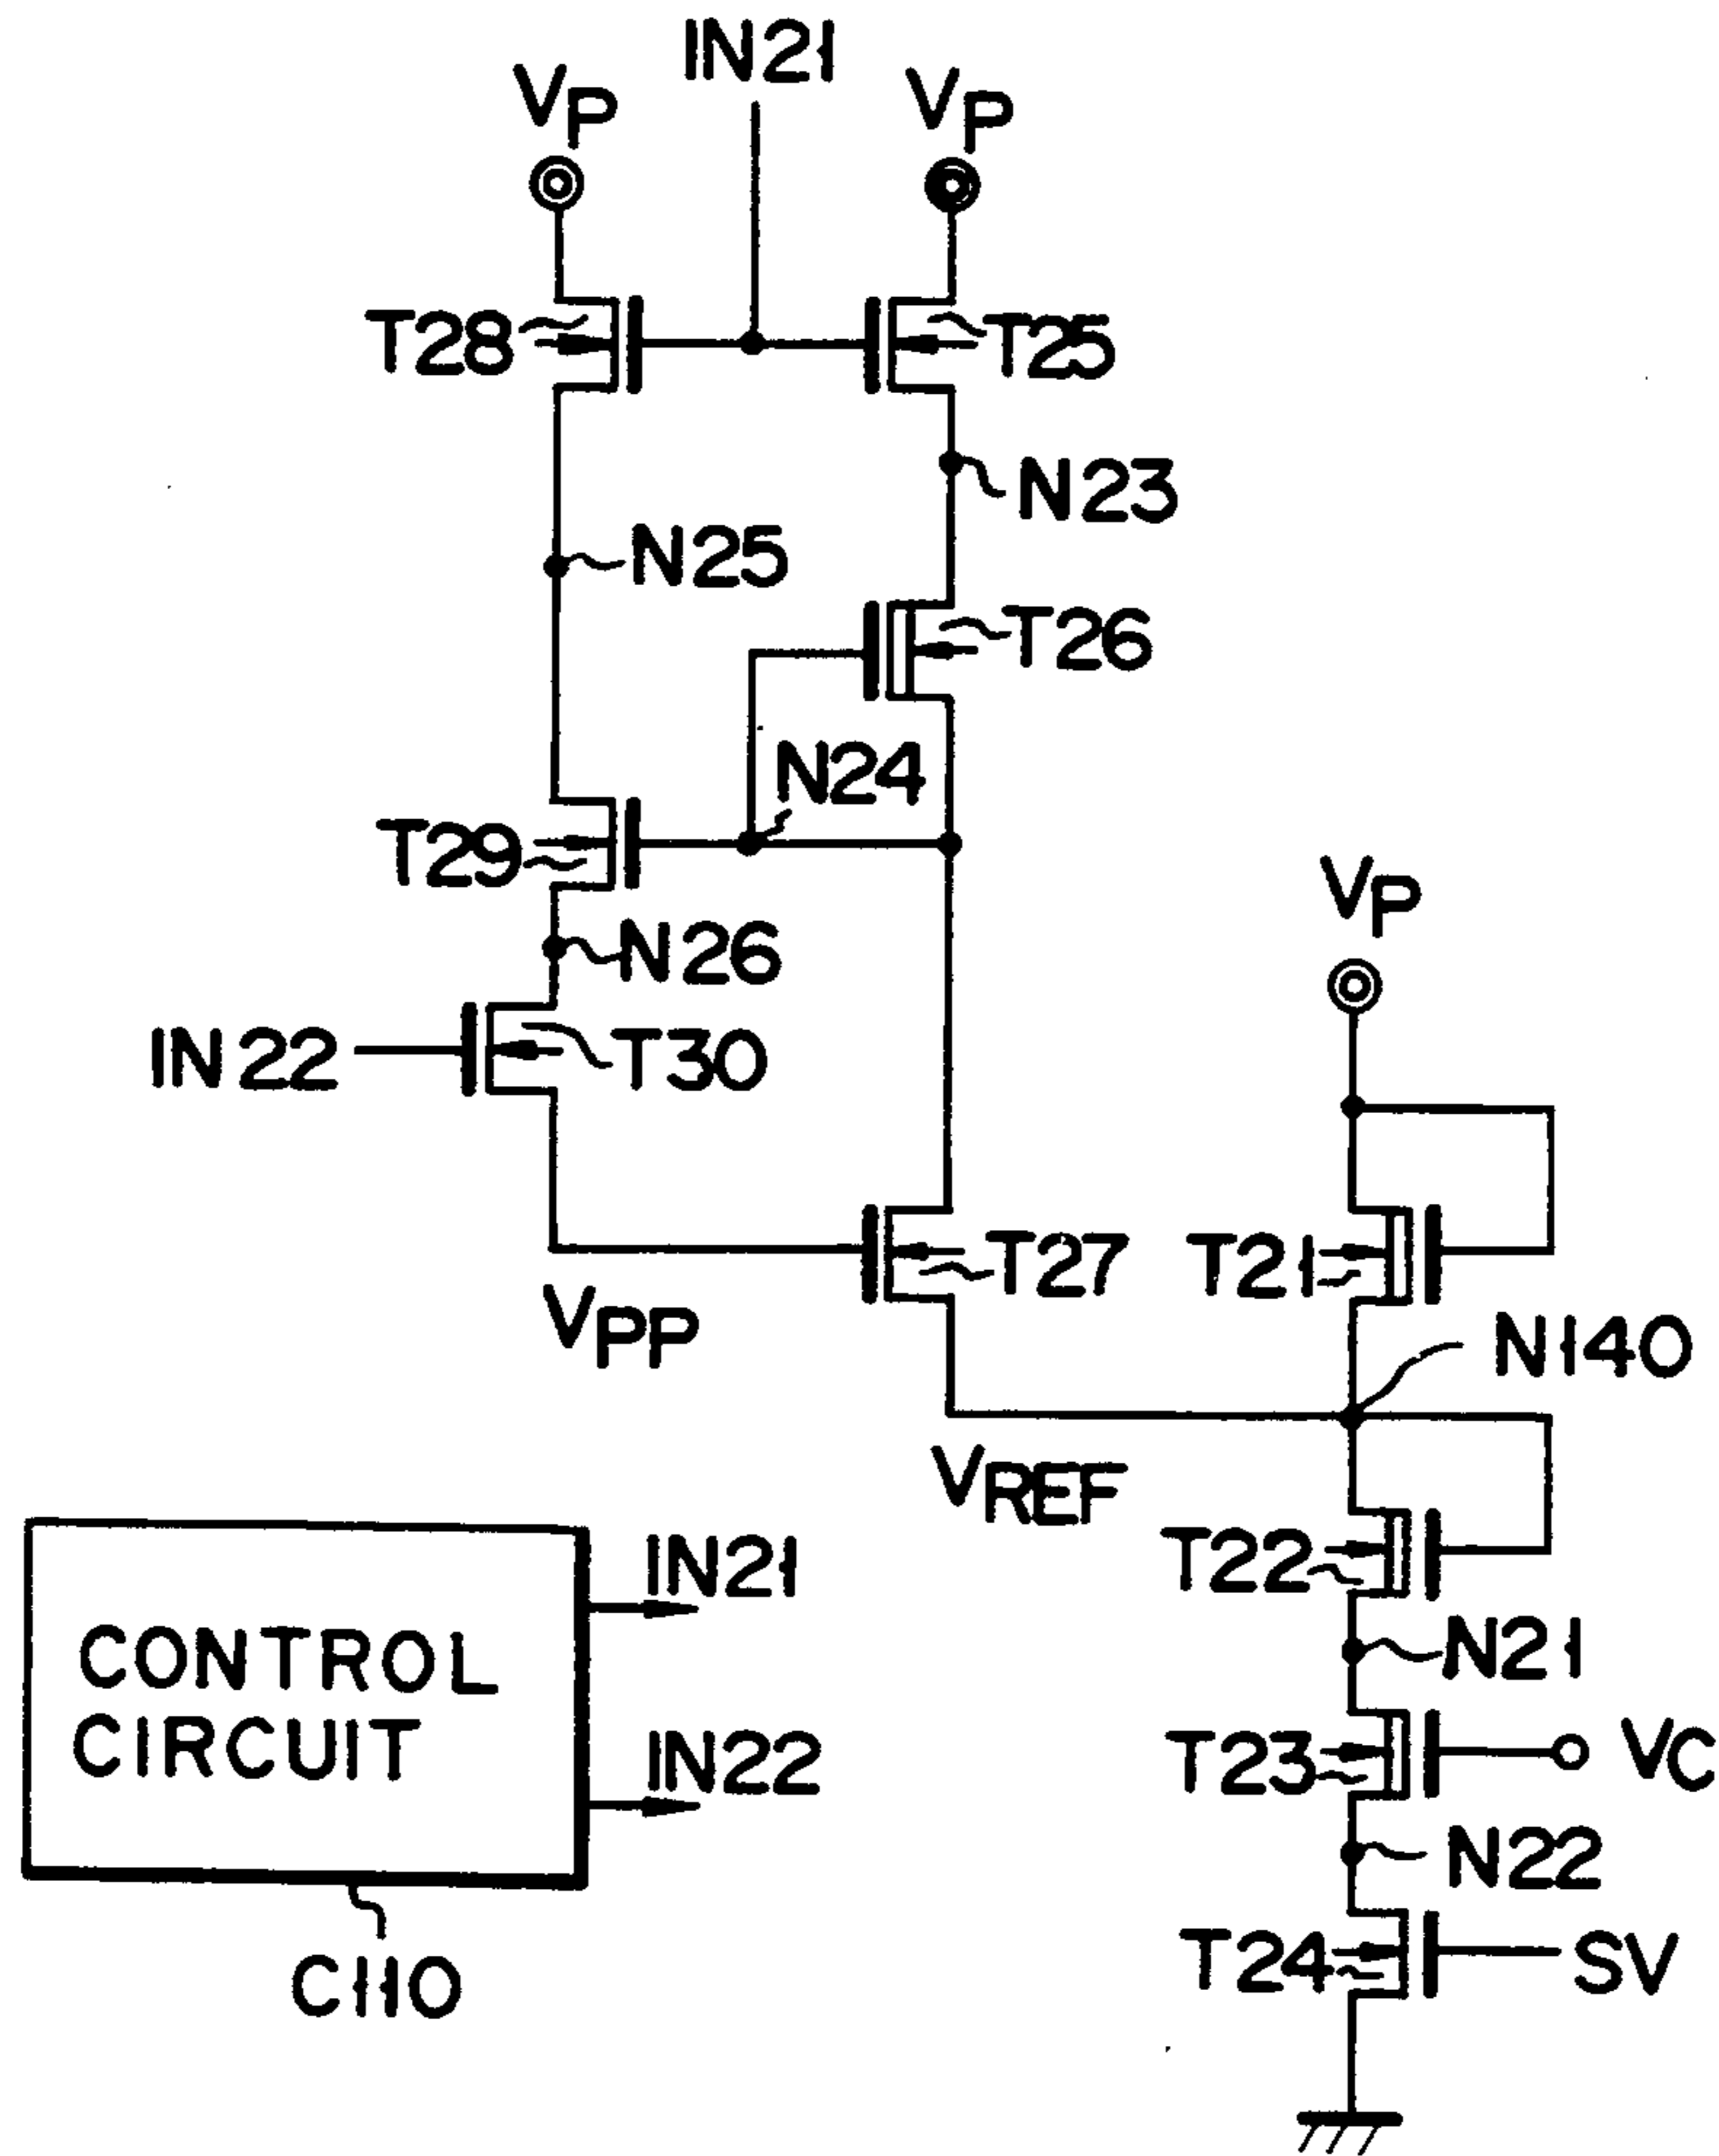 IN21
VP
VP
T28
T25
N23
N25
T26
N24
T29
VP
N26
IN22
T30
T27
T21
VPP
N140
VREF
T22
IN21
N21
CONTROL
CIRCUIT
IN22
T23
VC
N22
T24
SV
C110